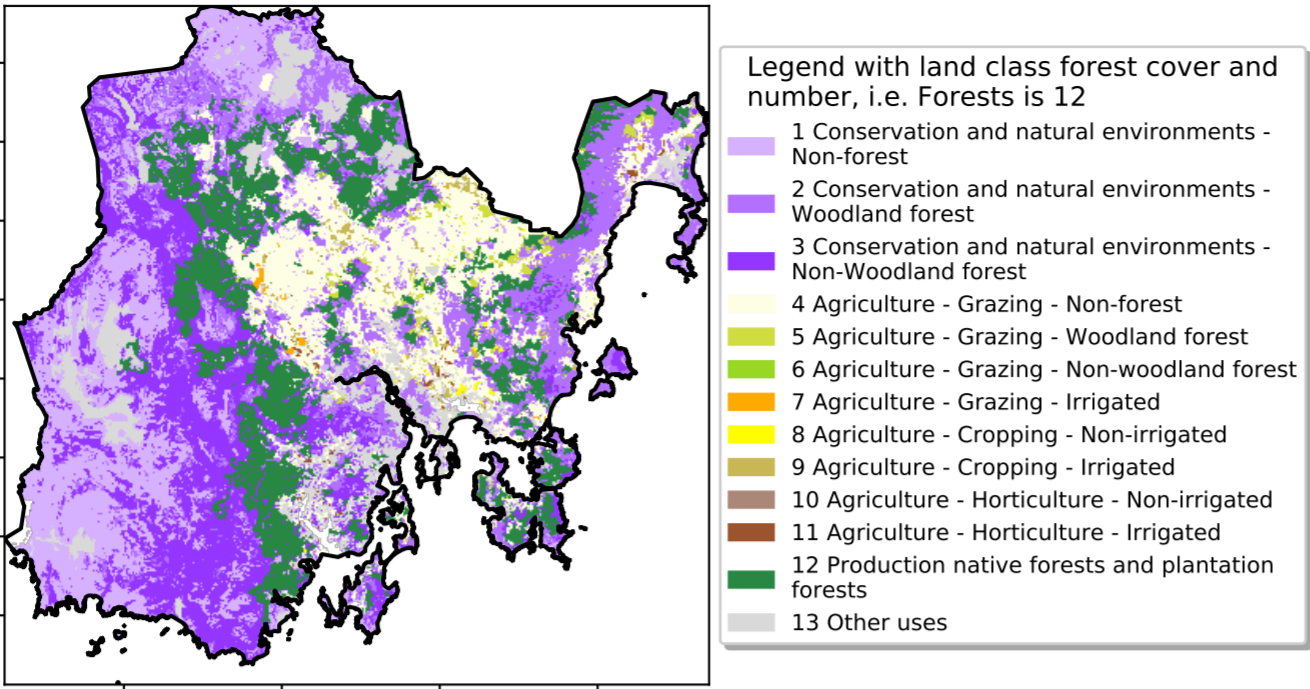 Legend with land class forest cover and
number, i.e. Forests is 12
1 Conservation and natural environments -
Non-forest
2 Conservation and natural environments -
Woodland forest
3 Conservation and natural environments -
Non-Woodland forest
4 Agriculture - Grazing - Non-forest
5 Agriculture - Grazing - Woodland forest
6 Agriculture - Grazing - Non-woodland forest
7 Agriculture - Grazing - Irrigated
8 Agriculture - Cropping - Non-irrigated
9 Agriculture - Cropping - Irrigated
10 Agriculture - Horticulture - Non-irrigated
11 Agriculture - Horticulture - Irrigated
12 Production native forests and plantation
forests
13 Other uses